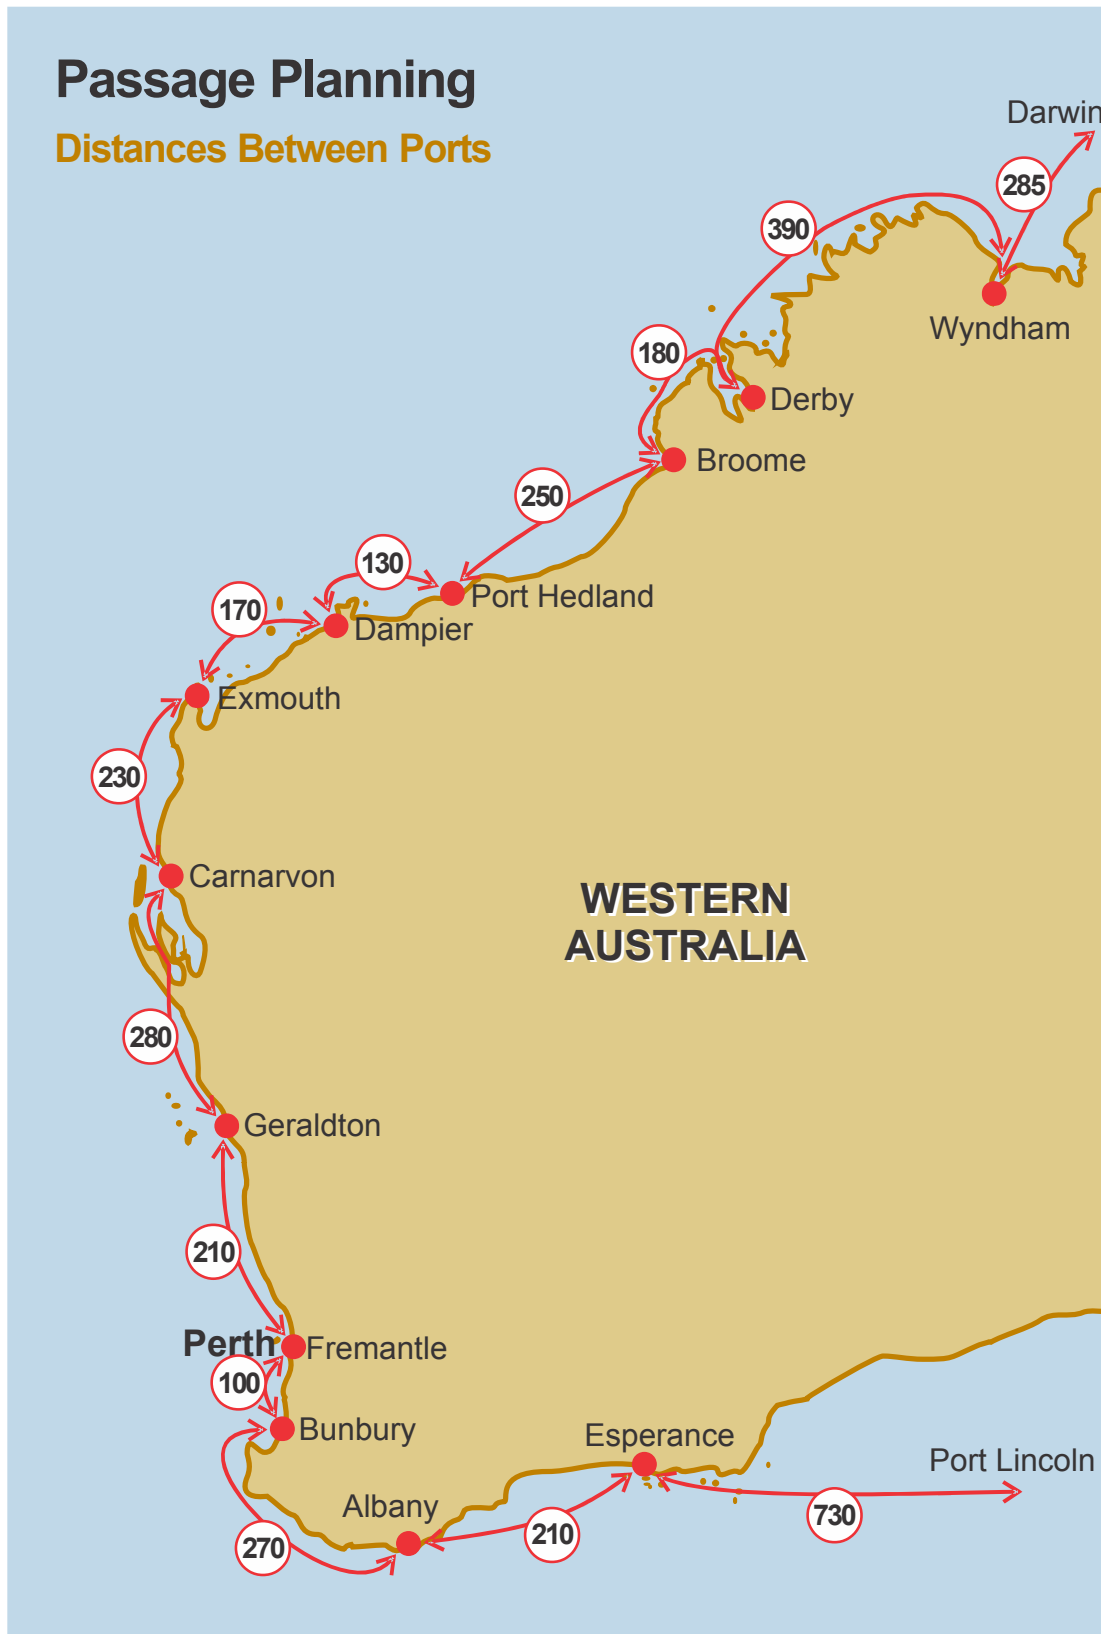 Passage Planning
Distances Between Ports
Darwin
285
390
Wyndham
180
Derby
Broome
250
130
Port Hedland
170
Dampier
Exmouth
230
Carnarvon
WESTERN
AUSTRALIA
280
Geraldton
210
Perth
Fremantle
100
Bunbury
Esperance
Port Lincoln
Albany
730
210
270